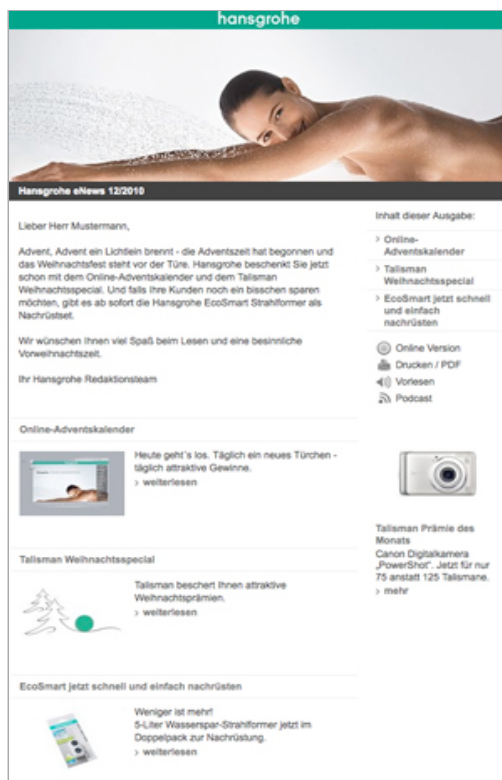 hansgrohe
Hansgrohe eNews 12/2010
Lieber Herr Mustermann,
Advent, Advent ein Lichtlein brennt - die Adventszeit hat begonnen und
das Weihnachtsfest steht vor der Türe. Hansgrohe beschenkt Sie jetzt
schon mit dem Online-Adventskalender und dem Talisman
Weihnachtsspecial. Und falls Ihre Kunden noch ein bisschen sparen
möchten, gibt es ab sofort die Hansgrohe EcoSmart Strahlformer als
Nachrüstset.
Wir wünschen Ihnen viel Spaß beim Lesen und eine besinnliche
Vorweihnachtszeit.
Ihr Hansgrohe Redaktionsteam
Online-Adventskalender
Heute geht´s los. Täglich ein neues Türchen -
täglich attraktive Gewinne.
> weiterlesen
Talisman Weihnachtsspecial
Talisman beschert Ihnen attraktive
Weihnachtsprämien.
> weiterlesen
EcoSmart jetzt schnell und einfach nachrüsten
Weniger ist mehr!
5-Liter Wasserspar-Strahlformer jetzt im
Doppelpack zur Nachrüstung.
> weiterlesen
Inhalt dieser Ausgabe:
> Online-
Adventskalender
> Talisman
Weihnachtsspecial
> EcoSmart jetzt schnell
und einfach
nachrüsten
Online Version
Drucken / PDF
Vorlesen
Podcast
Talisman Prämie des
Monats
Canon Digitalkamera
„PowerShot“. Jetzt für nur
75 anstatt 125 Talismane.
> mehr